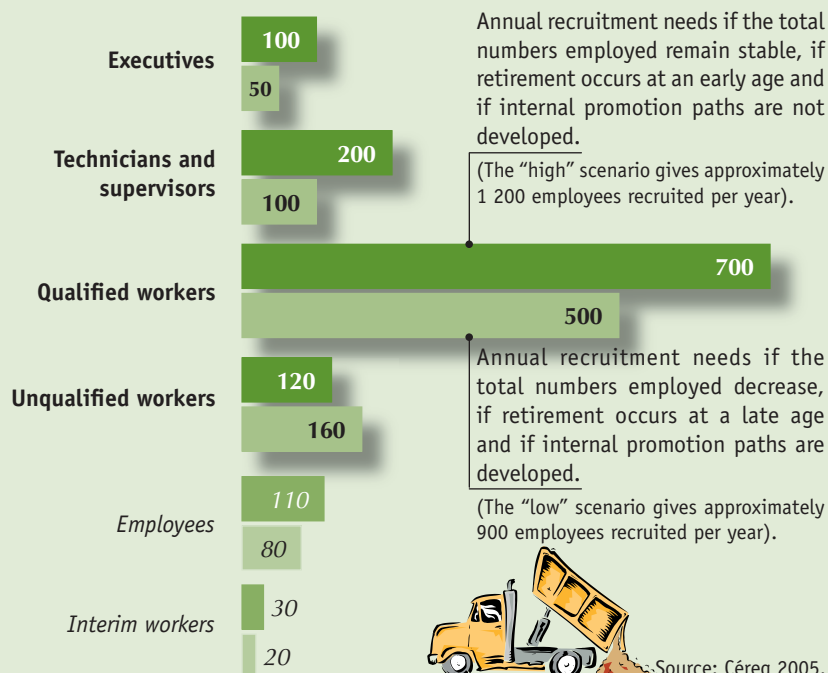 Executives
100
50
Annual recruitment needs if the total
numbers employed remain stable, if
retirement occurs at an early age and
if internal promotion paths are not
developed.
(The “high” scenario gives approximately
1 200 employees recruited per year).
Technicians and
supervisors
200
100
Qualified workers
700
500
Annual recruitment needs if the
total numbers employed decrease,
if retirement occurs at a late age
and if internal promotion paths are
developed.
(The “low” scenario gives approximately
900 employees recruited per year).
Unqualified workers
120
160
Employees
110
80
Interim workers
30
20
Source: Céreq 2005.